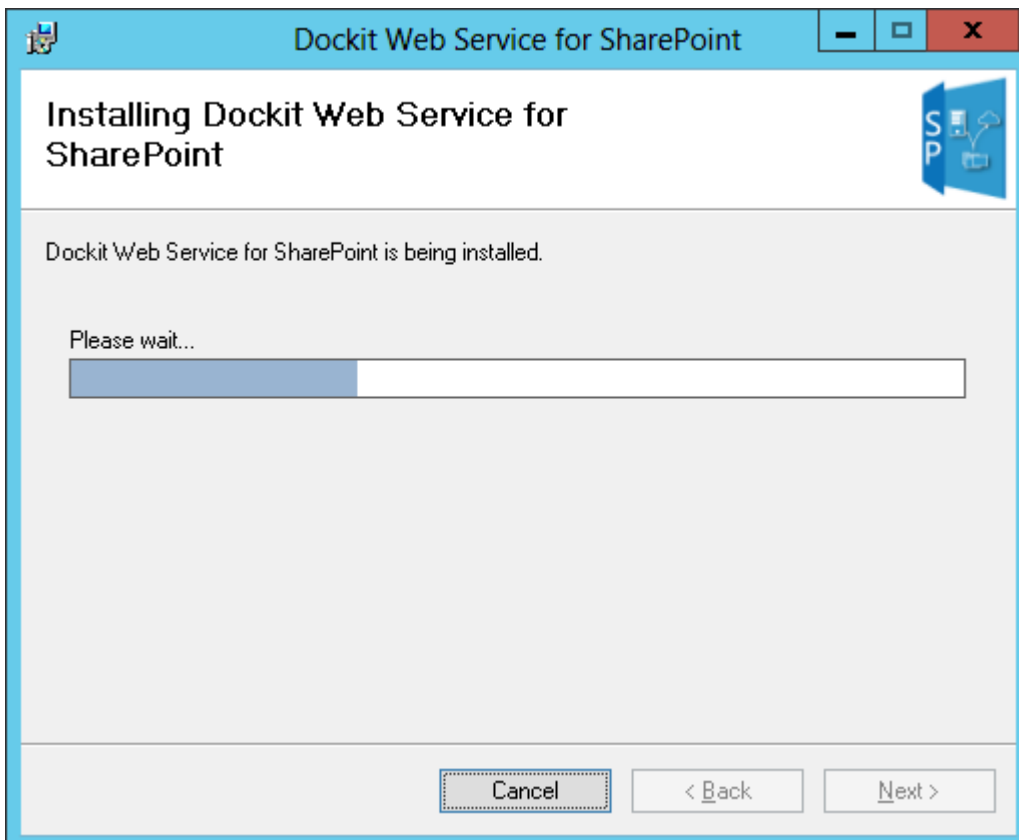 Dockit Web Service for SharePoint
Installing Dockit Web Service for
SharePoint
S
P
Dockit Web Service for SharePoint is being installed.
Please wait...
Cancel
< Back
Next >